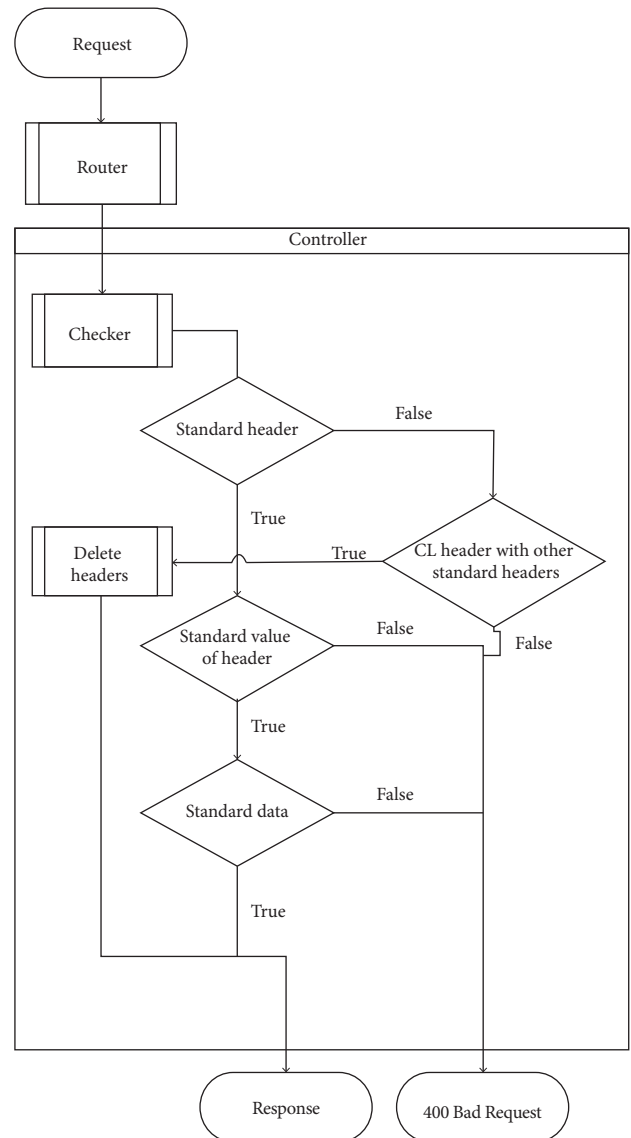 Request
Router
Controller
Checker
Standard header
False
True
CL header with other
standard headers
True
Delete
headers
False
Standard value
of header
False
True
Standard data
False
True
Response
400 Bad Request